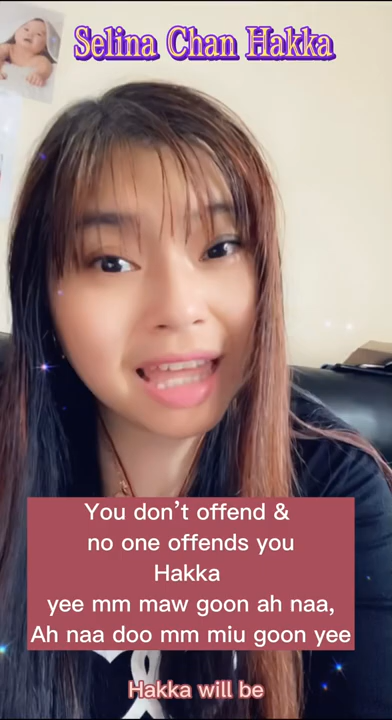 Selina Chan Hakka
You don't offend &
no one offends you
Hakka
yee mm maw goon ah naa,
Ah naa doo mm miu goon yee
Hakka will be